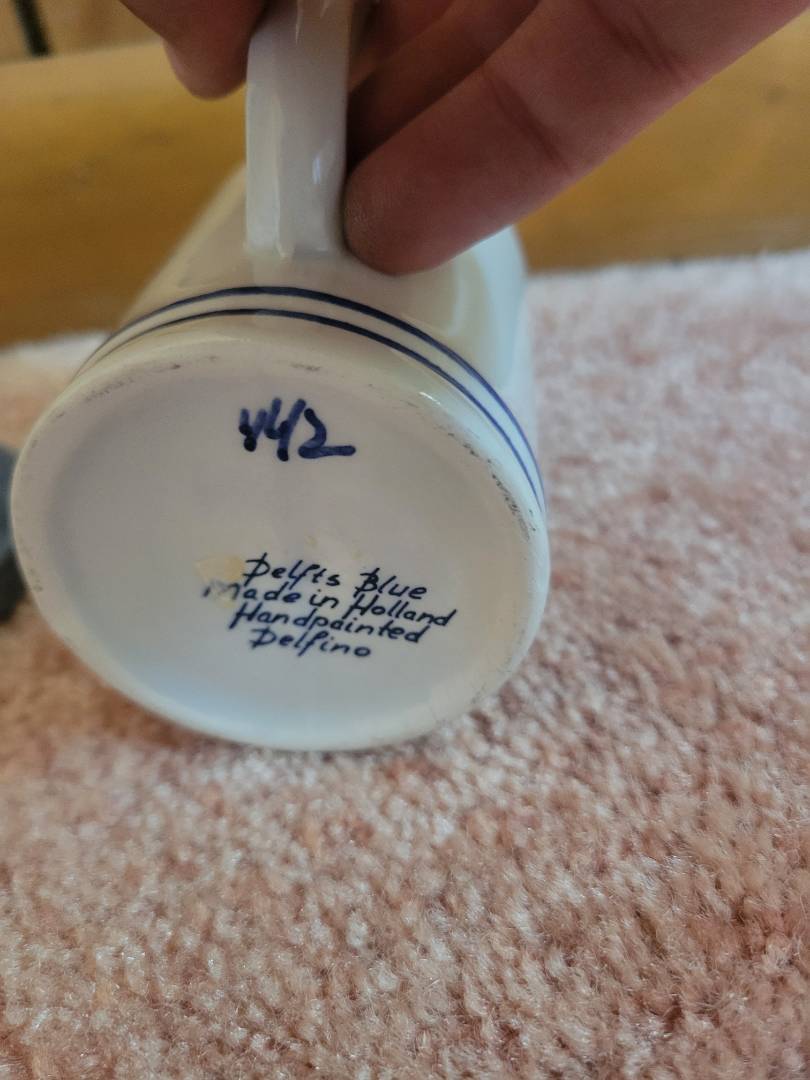 442
Delfts Blue
Made in Holland
Handpainted
Delfino